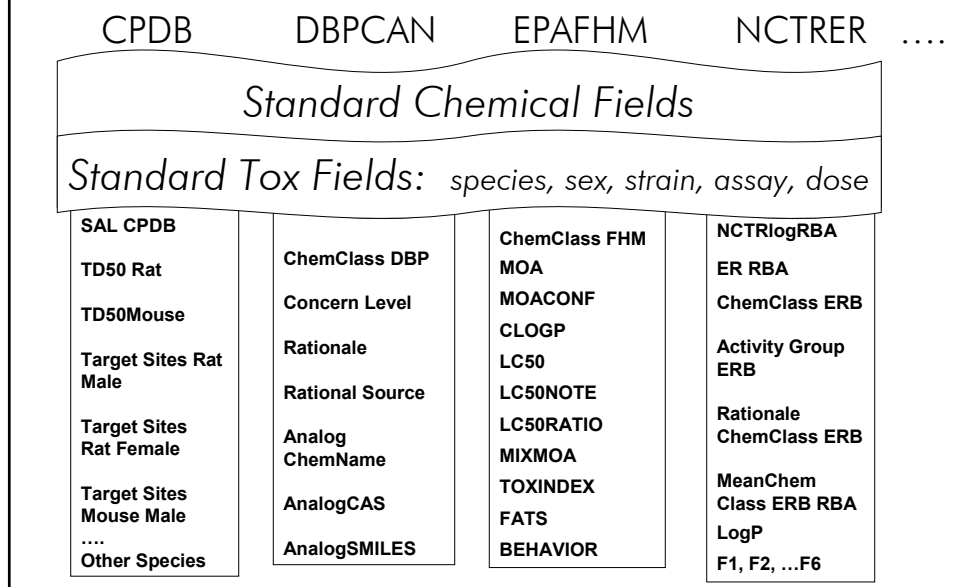 CPDB DBPCAN EPAFHM NCTRER ....
Standard Chemical Fields
Standard Tox Fields: species, sex, strain, assay, dose
SAL CPDB
TD50 Rat
TD50Mouse
Target Sites Rat
Male
Target Sites
Rat Female
Target Sites
Mouse Male
....
Other Species
ChemClass DBP
Concern Level
Rationale
Rational Source
Analog
ChemName
AnalogCAS
AnalogSMILES
ChemClass FHM
MOA
MOACONF
CLOGP
LC50
LC50NOTE
LC50RATIO
MIXMOA
TOXINDEX
FATS
BEHAVIOR
NCTRlogRBA
ER RBA
ChemClass ERB
Activity Group
ERB
Rationale
ChemClass ERB
MeanChem
Class ERB RBA
LogP
F1, F2, ...F6